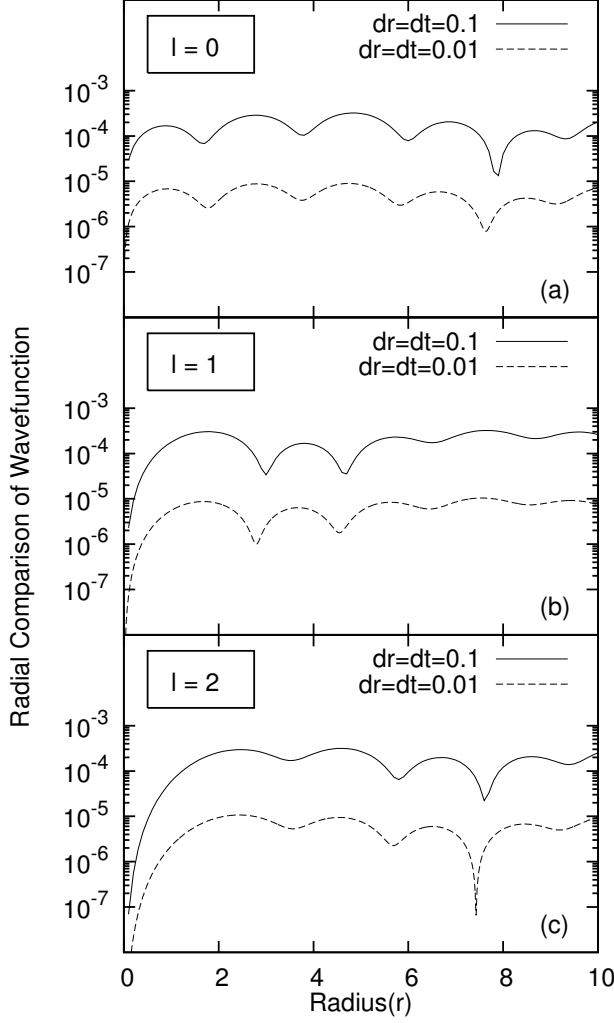 l = 0
dr=dt=0.1
dr=dt=0.01
10-3
10-4
10-5
10-6
10-7
(a)
l = 1
dr=dt=0.1
dr=dt=0.01
10-3
10-4
10-5
10-6
10-7
(b)
l = 2
dr=dt=0.1
dr=dt=0.01
10-3
10-4
10-5
10-6
10-7
(c)
0 2 4 6 8 10
Radius(r)
Radial Comparison of Wavefunction